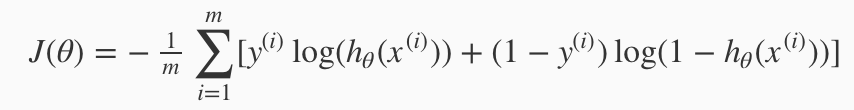 J(θ) = − 1/m ∑_{i=1}^{m} [y^{(i)} log(h_θ(x^{(i)})) + (1 − y^{(i)}) log(1 − h_θ(x^{(i)}))]